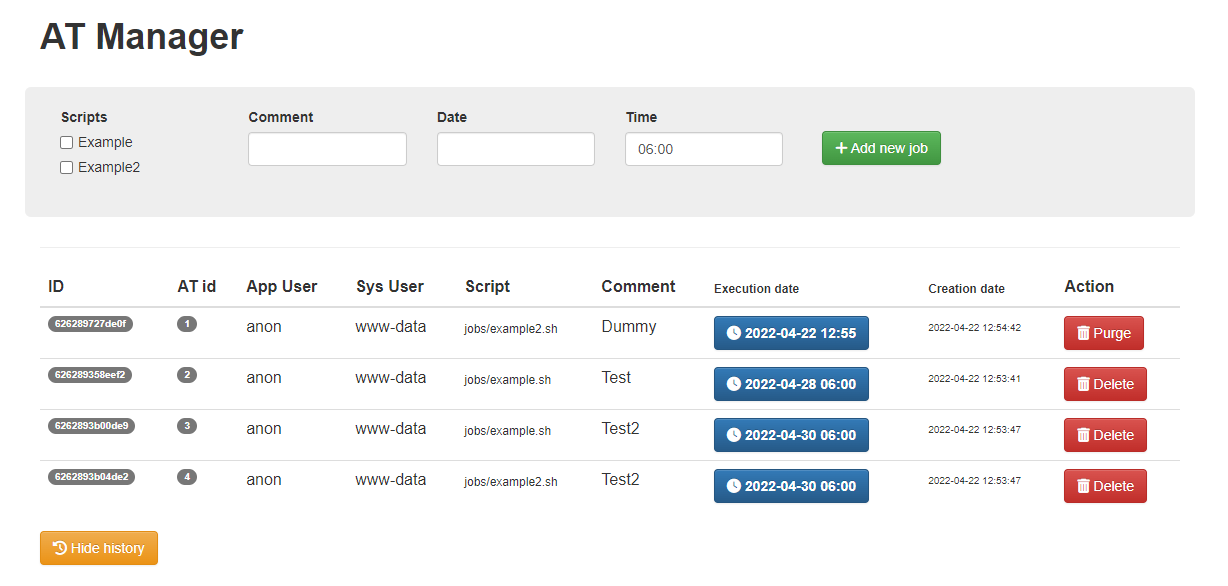 AT Manager
Scripts Comment Date Time
Example
Example2
06:00
Add new job
ID AT id App User Sys User Script Comment Execution date Creation date Action
626289727de0f 1 anon www-data jobs/example2.sh Dummy 2022-04-22 12:55 2022-04-22 12:54:42 Purge
626289358eef2 2 anon www-data jobs/example.sh Test 2022-04-28 06:00 2022-04-22 12:53:41 Delete
6262893b00de9 3 anon www-data jobs/example.sh Test2 2022-04-30 06:00 2022-04-22 12:53:47 Delete
6262893b04de2 4 anon www-data jobs/example2.sh Test2 2022-04-30 06:00 2022-04-22 12:53:47 Delete
Hide history